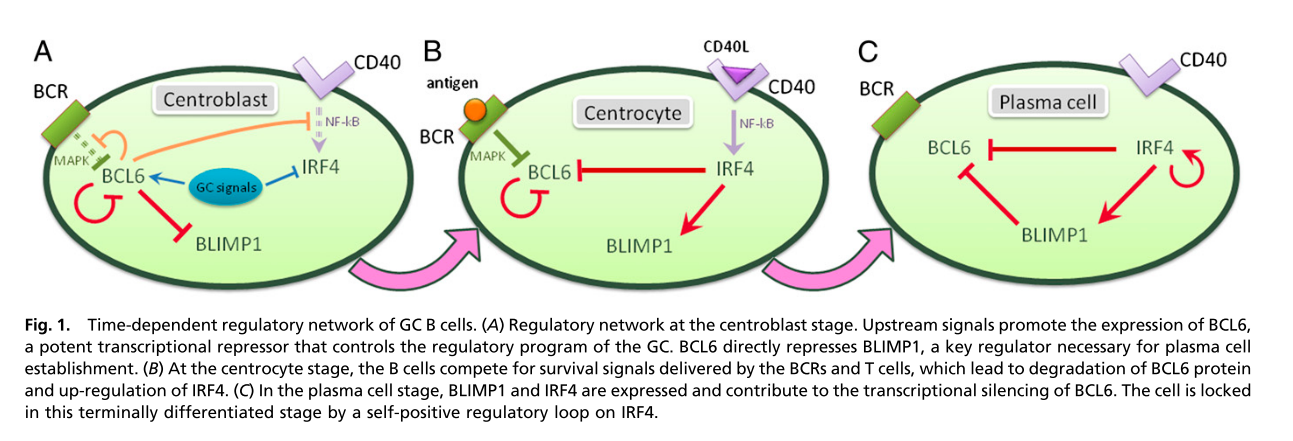 A
BCR
Centroblast
CD40
NF-kB
MAPK
BCL6
GC signals
IRF4
BLIMP1
B
antigen
CD40L
CD40
Centrocyte
BCR
NF-kB
MAPK
BCL6
IRF4
BLIMP1
C
BCR
CD40
Plasma cell
BCL6
IRF4
BLIMP1
Fig. 1. Time-dependent regulatory network of GC B cells. (A) Regulatory network at the centroblast stage. Upstream signals promote the expression of BCL6,
a potent transcriptional repressor that controls the regulatory program of the GC. BCL6 directly represses BLIMP1, a key regulator necessary for plasma cell
establishment. (B) At the centrocyte stage, the B cells compete for survival signals delivered by the BCRs and T cells, which lead to degradation of BCL6 protein
and up-regulation of IRF4. (C) In the plasma cell stage, BLIMP1 and IRF4 are expressed and contribute to the transcriptional silencing of BCL6. The cell is locked
in this terminally differentiated stage by a self-positive regulatory loop on IRF4.